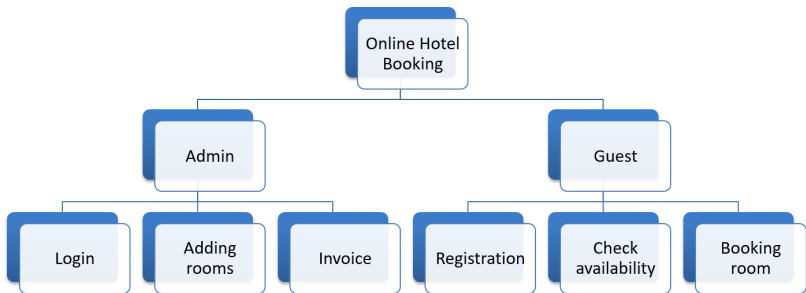 Online Hotel
Booking
Admin
Guest
Login
Adding
rooms
Invoice
Registration
Check
availability
Booking
room